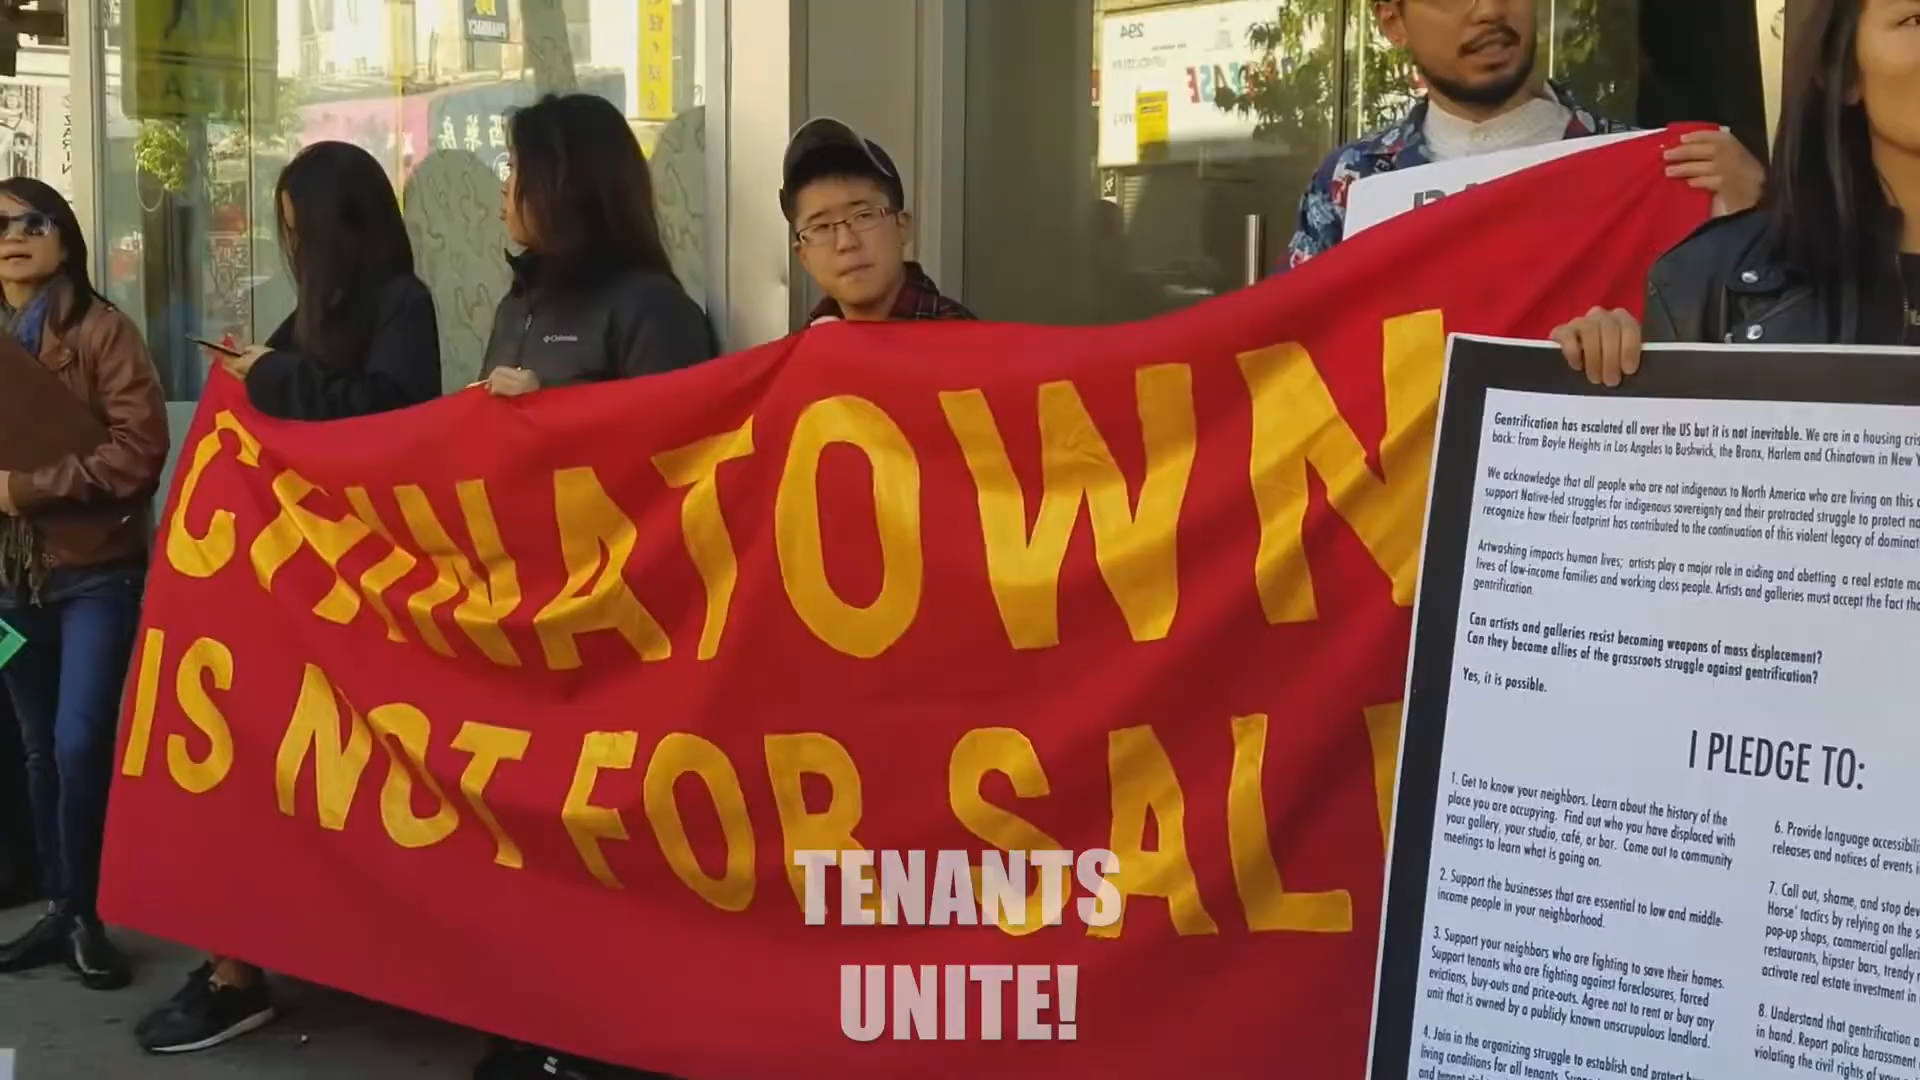 PHARMACY
294
Columbia
CHINATOWN
IS NOT FOR SAL
TENANTS
UNITE!
Gentrification has escalated all over the US but it is not inevitable. We are in a housing cris
back: from Boyle Heights in Los Angeles to Bushwick, the Bronx, Harlem and Chinatown in New Y
We acknowledge that all people who are not indigenous to North America who are living on this
support Native-led struggles for indigenous sovereignty and their protracted struggle to protect
recognize how their footprint has contributed to the continuation of this violent legacy of dominat
Artwashing impacts human lives; artists play a major role in aiding and abetting a real estate
lives of low-income families and working class people. Artists and galleries must accept the fact
gentrification.
Can artists and galleries resist becoming weapons of mass displacement?
Can they become allies of the grassroots struggle against gentrification?
Yes, it is possible.
I PLEDGE TO:
1. Get to know your neighbors. Learn about the history of the
place you are occupying. Find out who you have displaced with
your gallery, your studio, café, or bar. Come out to community
meetings to learn what is going on.
2. Support the businesses that are essential to low and middle-
income people in your neighborhood.
3. Support your neighbors who are fighting to save their homes.
Support tenants who are fighting against foreclosures, forced
evictions, buy-outs and price-outs. Agree not to rent or buy any
unit that is owned by a publicly known unscrupulous landlord.
4. Join in the organizing struggle to establish and protect
living conditions for all tenants.
6. Provide language accessibili
releases and notices of events i
7. Call out, shame, and stop dev
Horse' tactics by relying on the s
pop-up shops, commercial galleri
restaurants, hipster bars, trendy
activate real estate investment in
8. Understand that gentrification
in hand. Report police harassment
violating the civil rights of